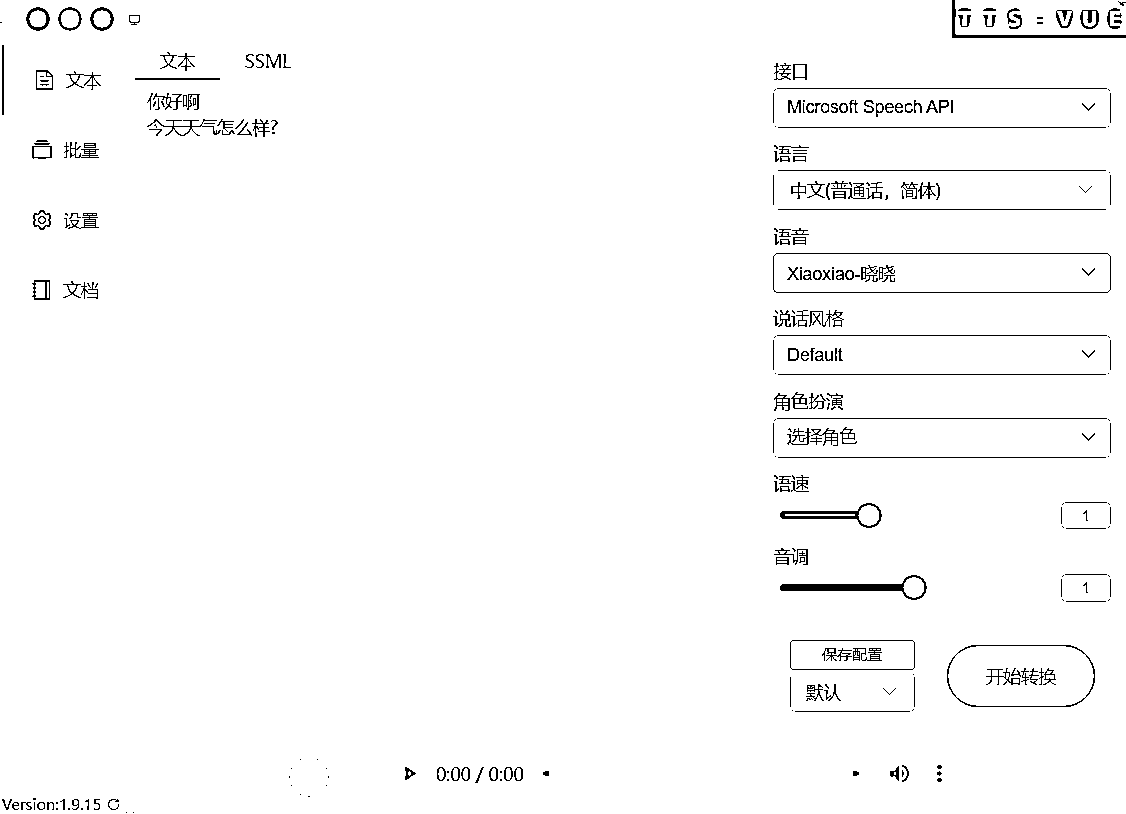 TTS-VUE
文本
批量
设置
文档
文本
SSML
你好啊
今天天气怎么样?
接口
Microsoft Speech API
语言
中文(普通话，简体)
语音
Xiaoxiao-晓晓
说话风格
Default
角色扮演
选择角色
语速
1
音调
1
保存配置
默认
开始转换
0:00 / 0:00
Version:1.9.15